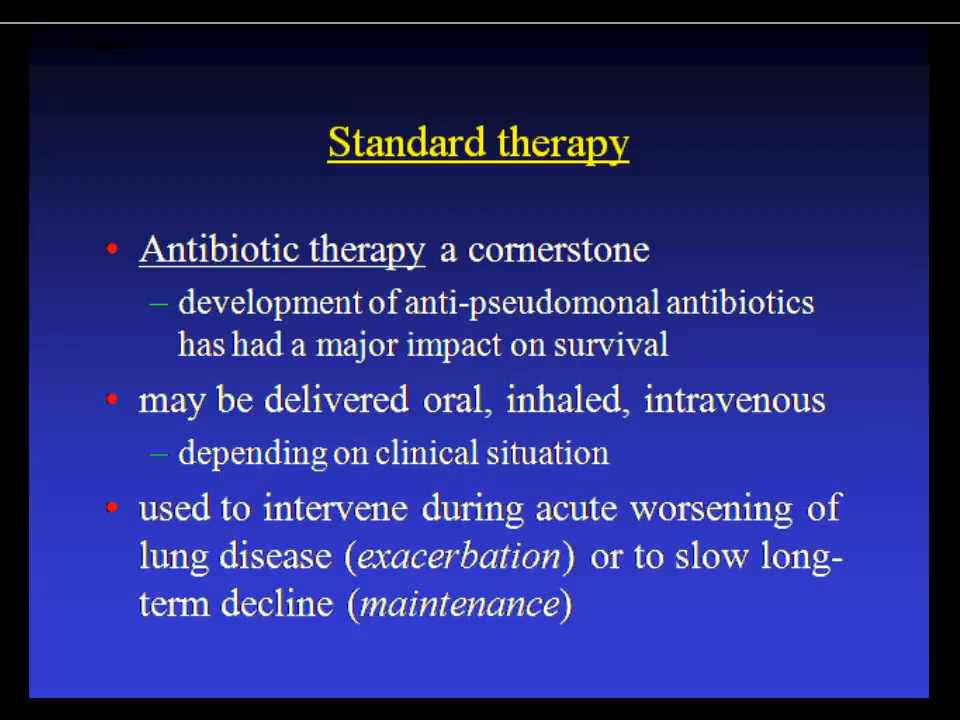 Standard therapy
• Antibiotic therapy a cornerstone
– development of anti-pseudomonal antibiotics
has had a major impact on survival
• may be delivered oral, inhaled, intravenous
– depending on clinical situation
• used to intervene during acute worsening of
lung disease (exacerbation) or to slow long-
term decline (maintenance)